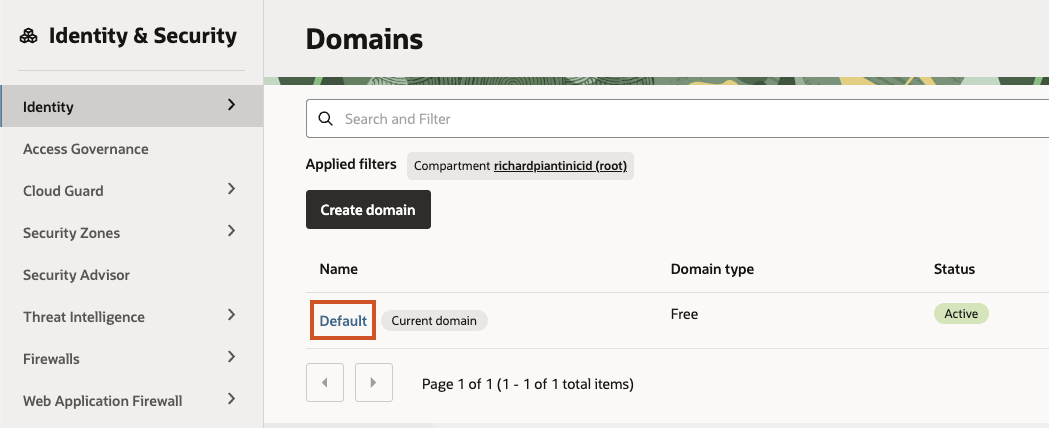 Identity & Security
Identity
Access Governance
Cloud Guard
Security Zones
Security Advisor
Threat Intelligence
Firewalls
Web Application Firewall
Domains
Search and Filter
Applied filters Compartment richardpiantinicid (root)
Create domain
Name Domain type Status
Default Current domain Free Active
Page 1 of 1 (1 - 1 of 1 total items)